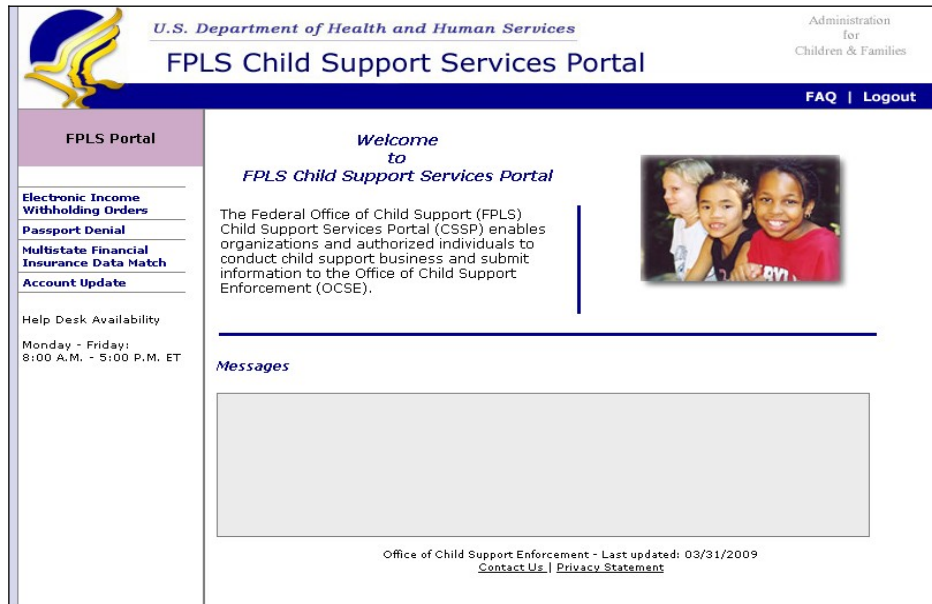 U.S. Department of Health and Human Services
FPLS Child Support Services Portal
Administration
for
Children & Families
FAQ | Logout
FPLS Portal
Electronic Income
Withholding Orders
Passport Denial
Multistate Financial
Insurance Data Match
Account Update
Help Desk Availability
Monday - Friday:
8:00 A.M. - 5:00 P.M. ET
Welcome
to
FPLS Child Support Services Portal
The Federal Office of Child Support (FPLS)
Child Support Services Portal (CSSP) enables
organizations and authorized individuals to
conduct child support business and submit
information to the Office of Child Support
Enforcement (OCSE).
Messages
Office of Child Support Enforcement - Last updated: 03/31/2009
Contact Us | Privacy Statement